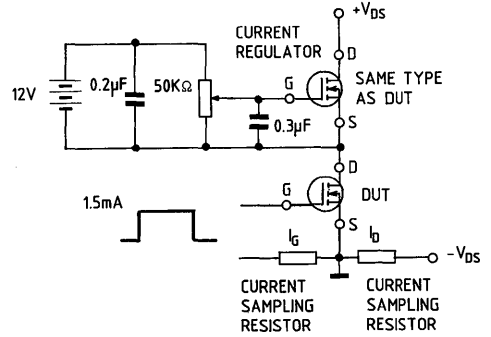 +VDS
CURRENT
REGULATOR
D
G
SAME TYPE
AS DUT
12V
0.2µF
50KΩ
0.3µF
S
D
G
DUT
1.5mA
S
IG
ID
-VDS
CURRENT
SAMPLING
RESISTOR
CURRENT
SAMPLING
RESISTOR